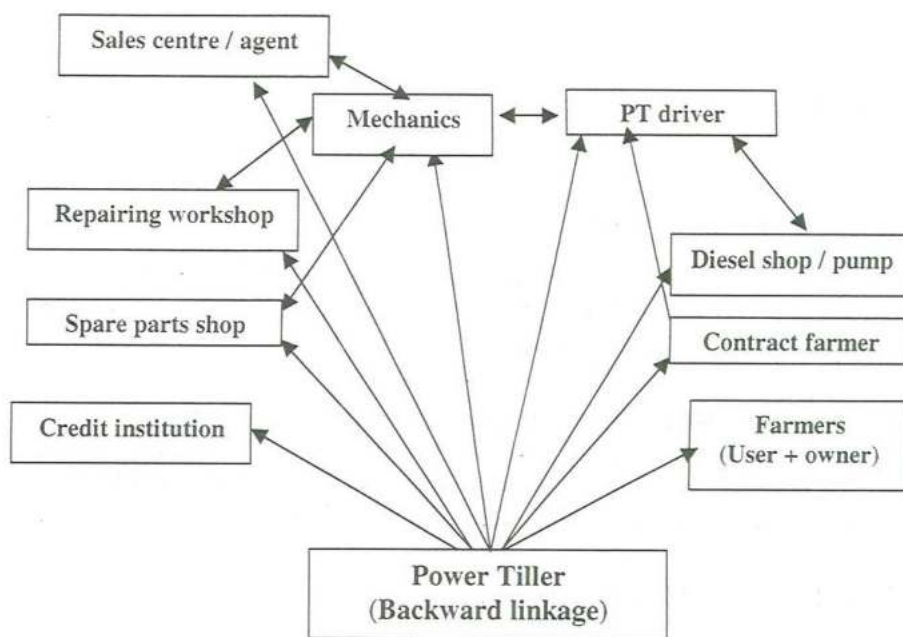 Sales centre / agent
Mechanics
PT driver
Repairing workshop
Diesel shop / pump
Spare parts shop
Contract farmer
Credit institution
Farmers
(User + owner)
Power Tiller
(Backward linkage)